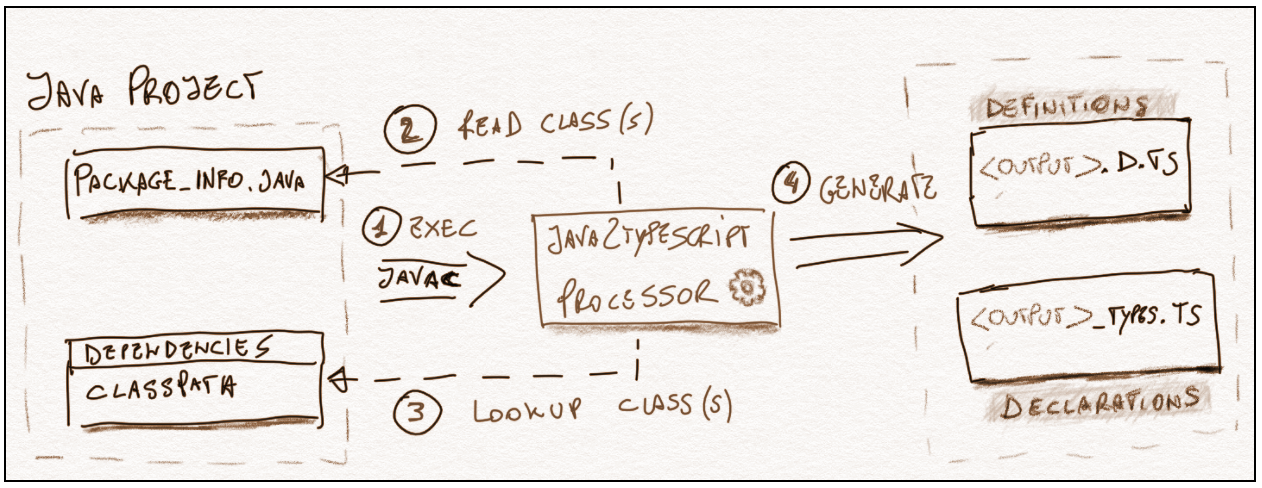 JAVA PROJECT
PACKAGE_INFO.JAVA
DEPENDENCIES
CLASSPATH
2 READ CLASS(S)
1 EXEC
JAVAC
JAVA2TYPESCRIPT
PROCESSOR
3 LOOKUP CLASS(S)
4 GENERATE
DEFINITIONS
<OUTPUT>.D.TS
<OUTPUT>_TYPES.TS
DECLARATIONS